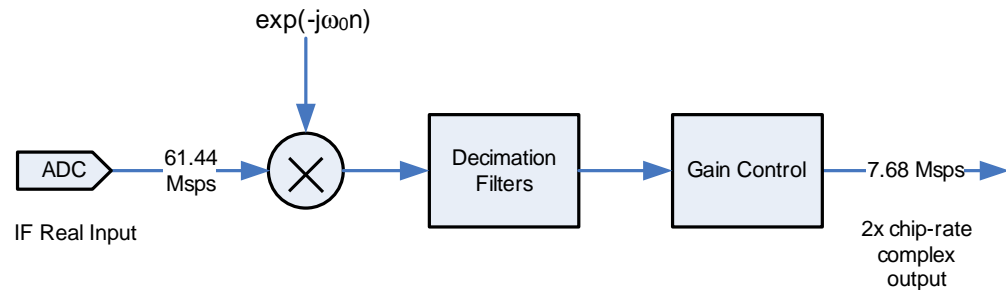 exp(-jω₀n)
ADC
61.44
Msps
Decimation
Filters
Gain Control
7.68 Msps
IF Real Input
2x chip-rate
complex
output